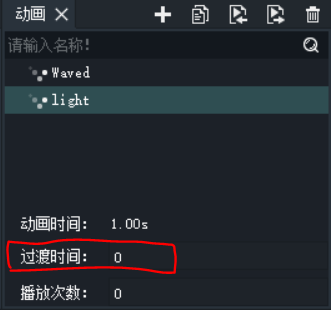 动画
请输入名称!
Waved
light
动画时间: 1.00s
过渡时间: 0
播放次数: 0